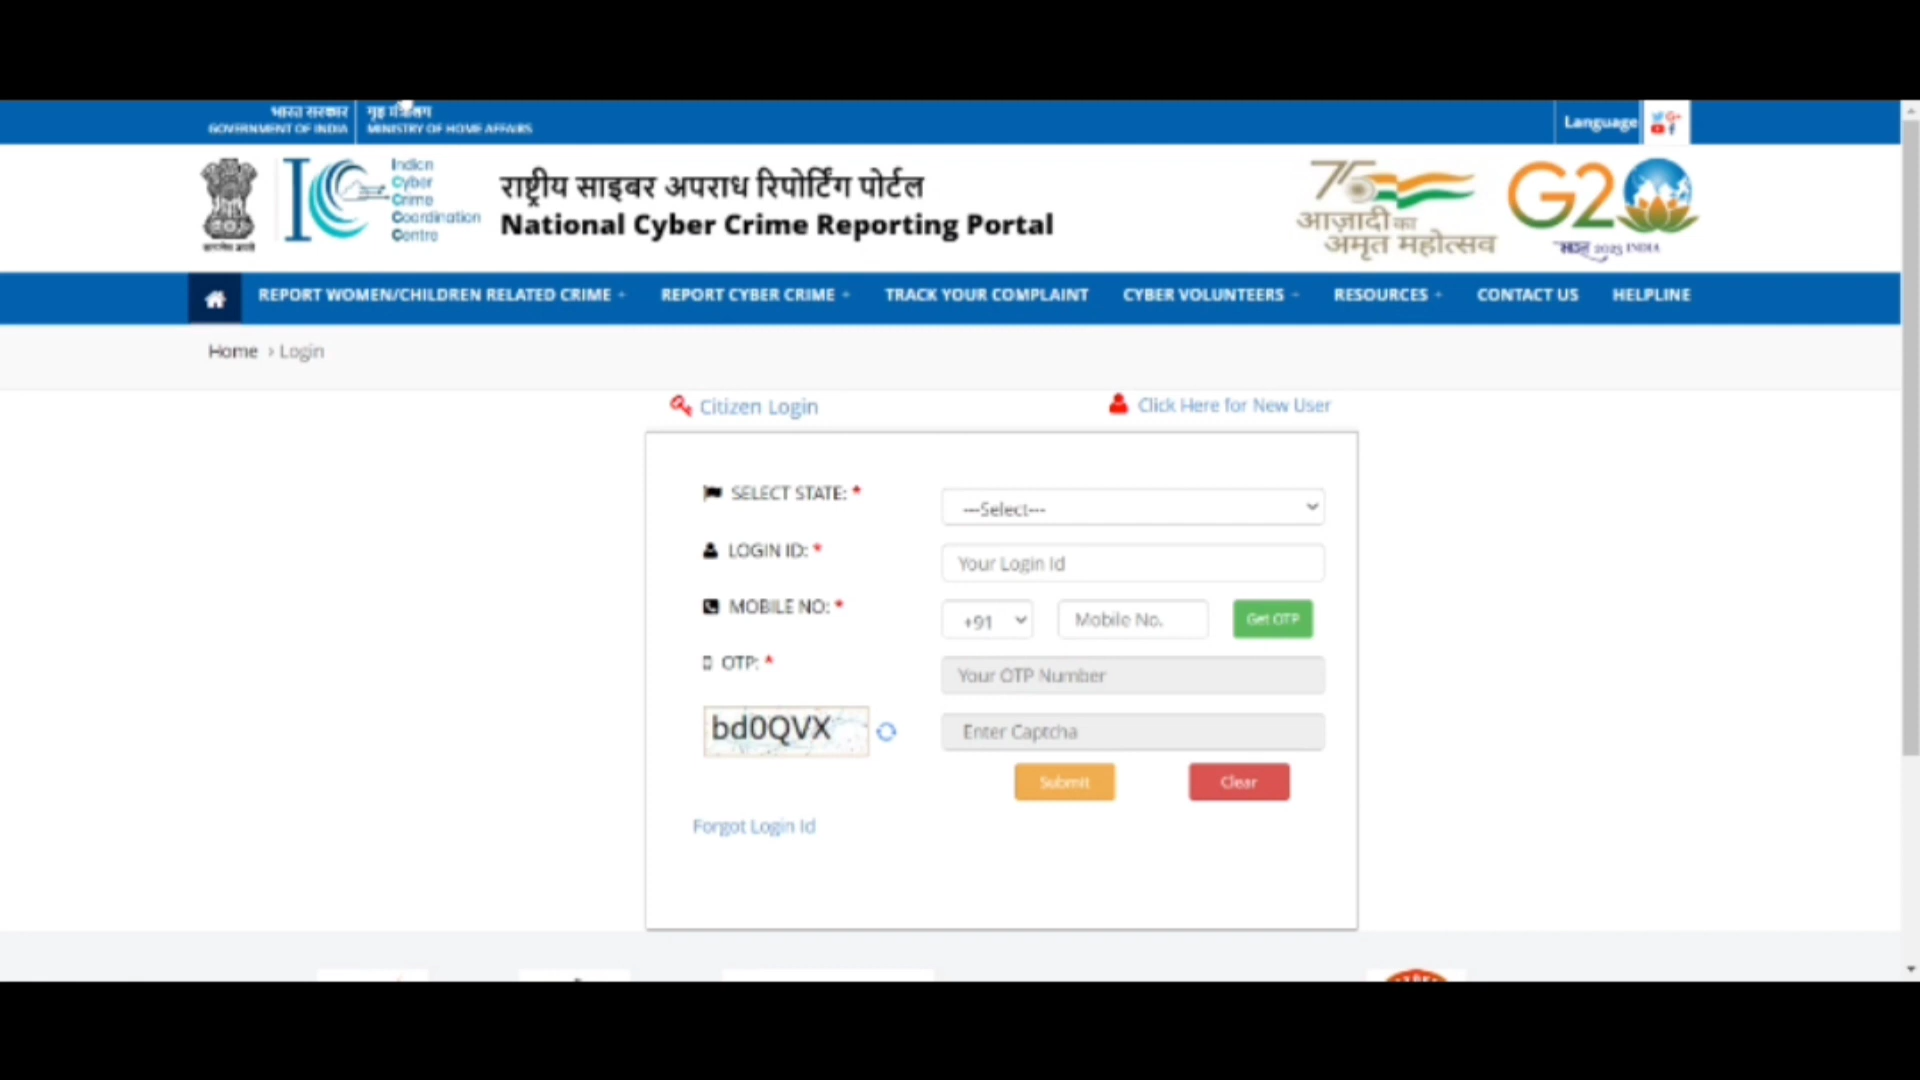 भारत सरकार
GOVERNMENT OF INDIA
गृह मंत्रालय
MINISTRY OF HOME AFFAIRS
Language
Indian
Cyber
Crime
Coordination
Centre
राष्ट्रीय साइबर अपराध रिपोर्टिंग पोर्टल
National Cyber Crime Reporting Portal
आज़ादी का
अमृत महोत्सव
G20
भारत 2023 INDIA
REPORT WOMEN/CHILDREN RELATED CRIME
REPORT CYBER CRIME
TRACK YOUR COMPLAINT
CYBER VOLUNTEERS
RESOURCES
CONTACT US
HELPLINE
Home › Login
Citizen Login
Click Here for New User
SELECT STATE: *
---Select---
LOGIN ID: *
Your Login Id
MOBILE NO: *
+91
Mobile No.
Get OTP
OTP: *
Your OTP Number
bd0QVX
Enter Captcha
Submit
Clear
Forgot Login Id